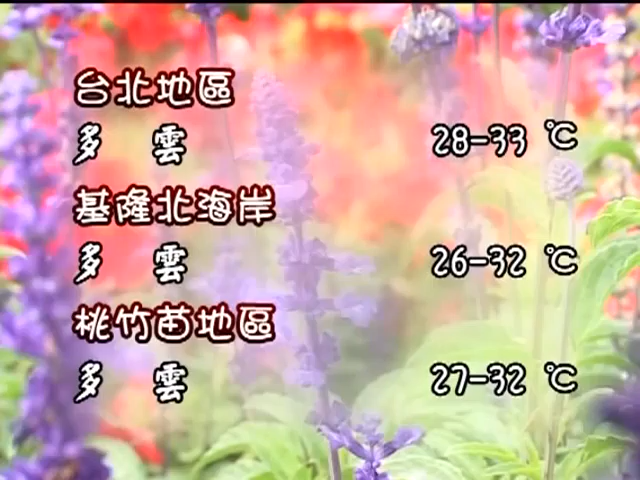 台北地區
多 雲 28-33 ℃
基隆北海岸
多 雲 26-32 ℃
桃竹苗地區
多 雲 27-32 ℃